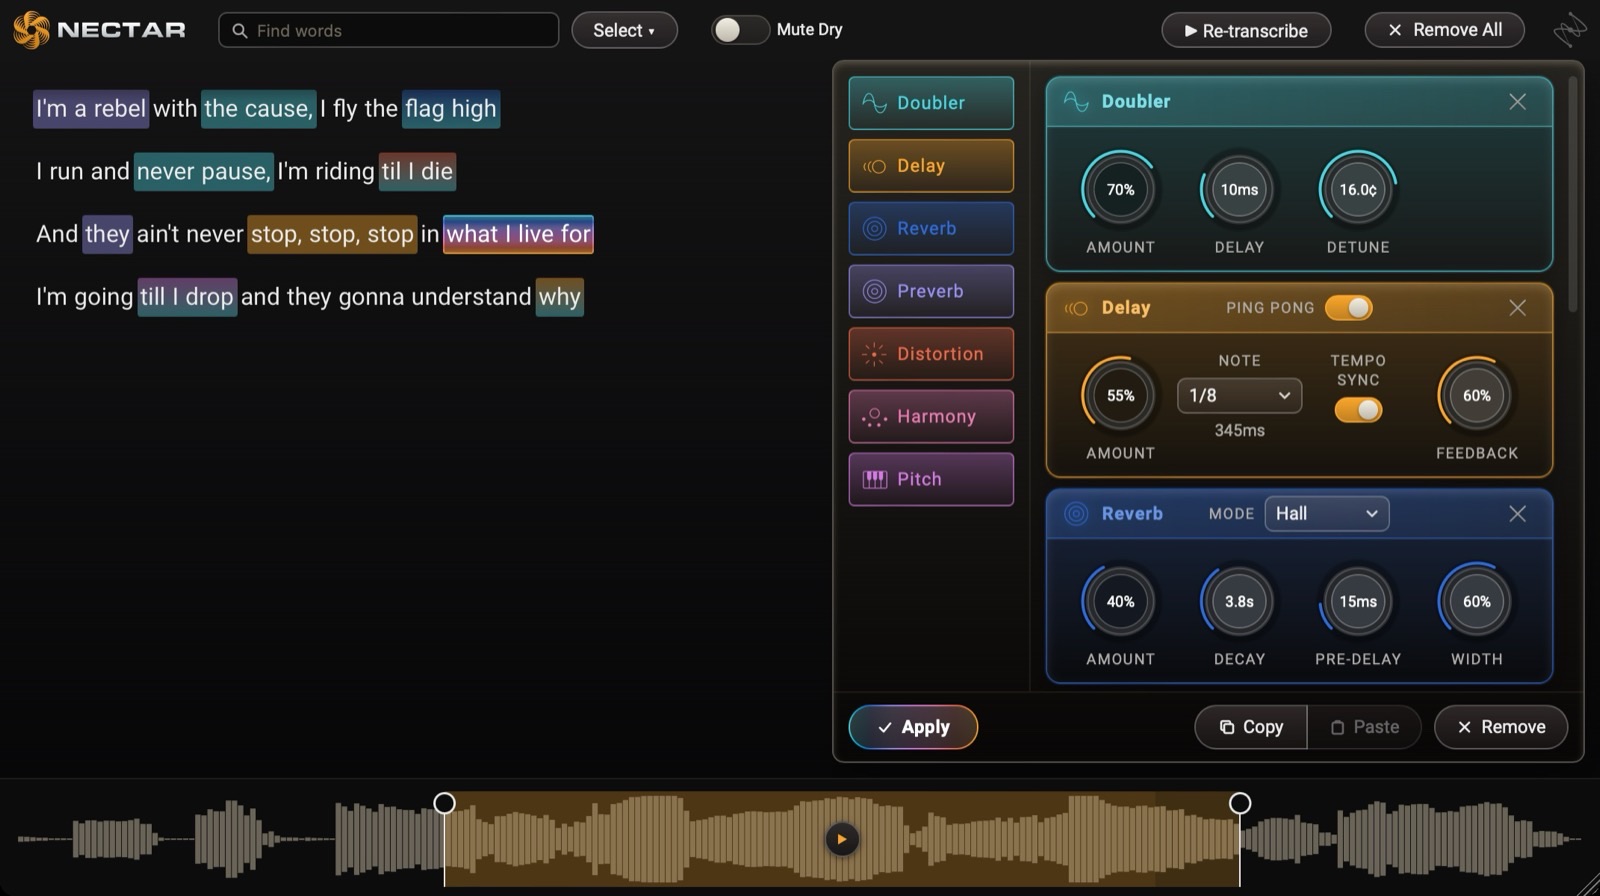 NECTAR
Find words
Select
Mute Dry
Re-transcribe
Remove All
I'm a rebel with the cause, I fly the flag high
I run and never pause, I'm riding til I die
And they ain't never stop, stop, stop in what I live for
I'm going till I drop and they gonna understand why
Doubler
Delay
Reverb
Preverb
Distortion
Harmony
Pitch
Doubler
70% 10ms 16.0¢
AMOUNT DELAY DETUNE
Delay PING PONG
NOTE TEMPO SYNC
55% 1/8 60%
345ms
AMOUNT FEEDBACK
Reverb MODE Hall
40% 3.8s 15ms 60%
AMOUNT DECAY PRE-DELAY WIDTH
Apply
Copy
Paste
Remove